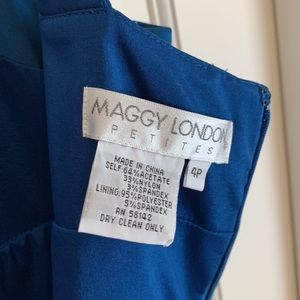 MAGGY LONDON
PETITES
4P
MADE IN CHINA
SELF:64%ACETATE
33%NYLON
3%SPANDEX
LINING:95%POLYESTER
5%SPANDEX
RN 58142
DRY CLEAN ONLY